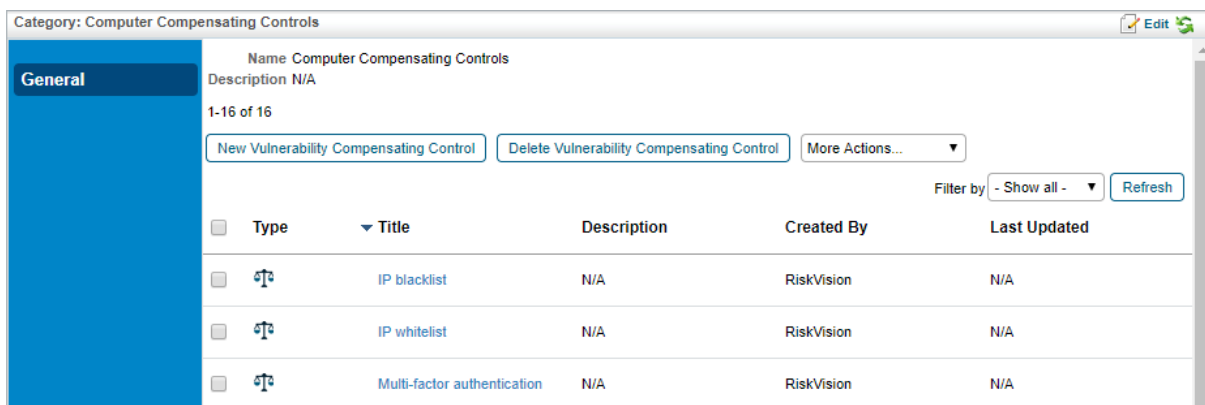 Category: Computer Compensating Controls
Edit
General
Name Computer Compensating Controls
Description N/A
1-16 of 16
New Vulnerability Compensating Control Delete Vulnerability Compensating Control More Actions...
Filter by - Show all - Refresh
Type Title Description Created By Last Updated
IP blacklist N/A RiskVision N/A
IP whitelist N/A RiskVision N/A
Multi-factor authentication N/A RiskVision N/A